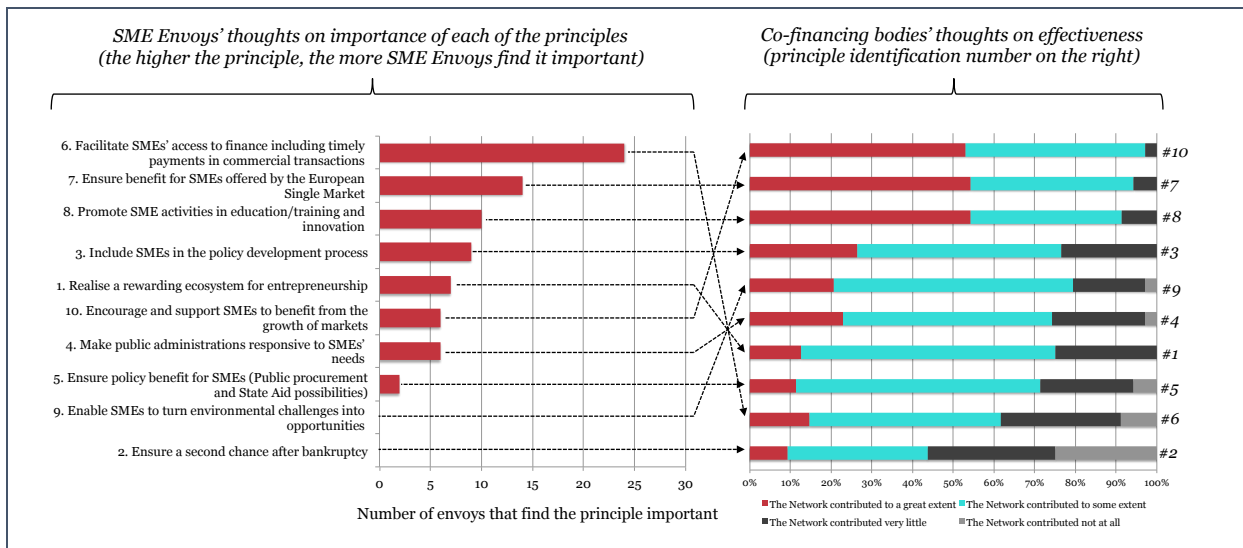 SME Envoys' thoughts on importance of each of the principles
(the higher the principle, the more SME Envoys find it important)
Co-financing bodies' thoughts on effectiveness
(principle identification number on the right)
6. Facilitate SMEs' access to finance including timely
payments in commercial transactions
7. Ensure benefit for SMEs offered by the European
Single Market
8. Promote SME activities in education/training and
innovation
3. Include SMEs in the policy development process
1. Realise a rewarding ecosystem for entrepreneurship
10. Encourage and support SMEs to benefit from the
growth of markets
4. Make public administrations responsive to SMEs'
needs
5. Ensure policy benefit for SMEs (Public procurement
and State Aid possibilities)
9. Enable SMEs to turn environmental challenges into
opportunities
2. Ensure a second chance after bankruptcy
0 5 10 15 20 25 30
Number of envoys that find the principle important
#10
#7
#8
#3
#9
#4
#1
#5
#6
#2
0% 10% 20% 30% 40% 50% 60% 70% 80% 90% 100%
The Network contributed to a great extent The Network contributed to some extent
The Network contributed very little The Network contributed not at all